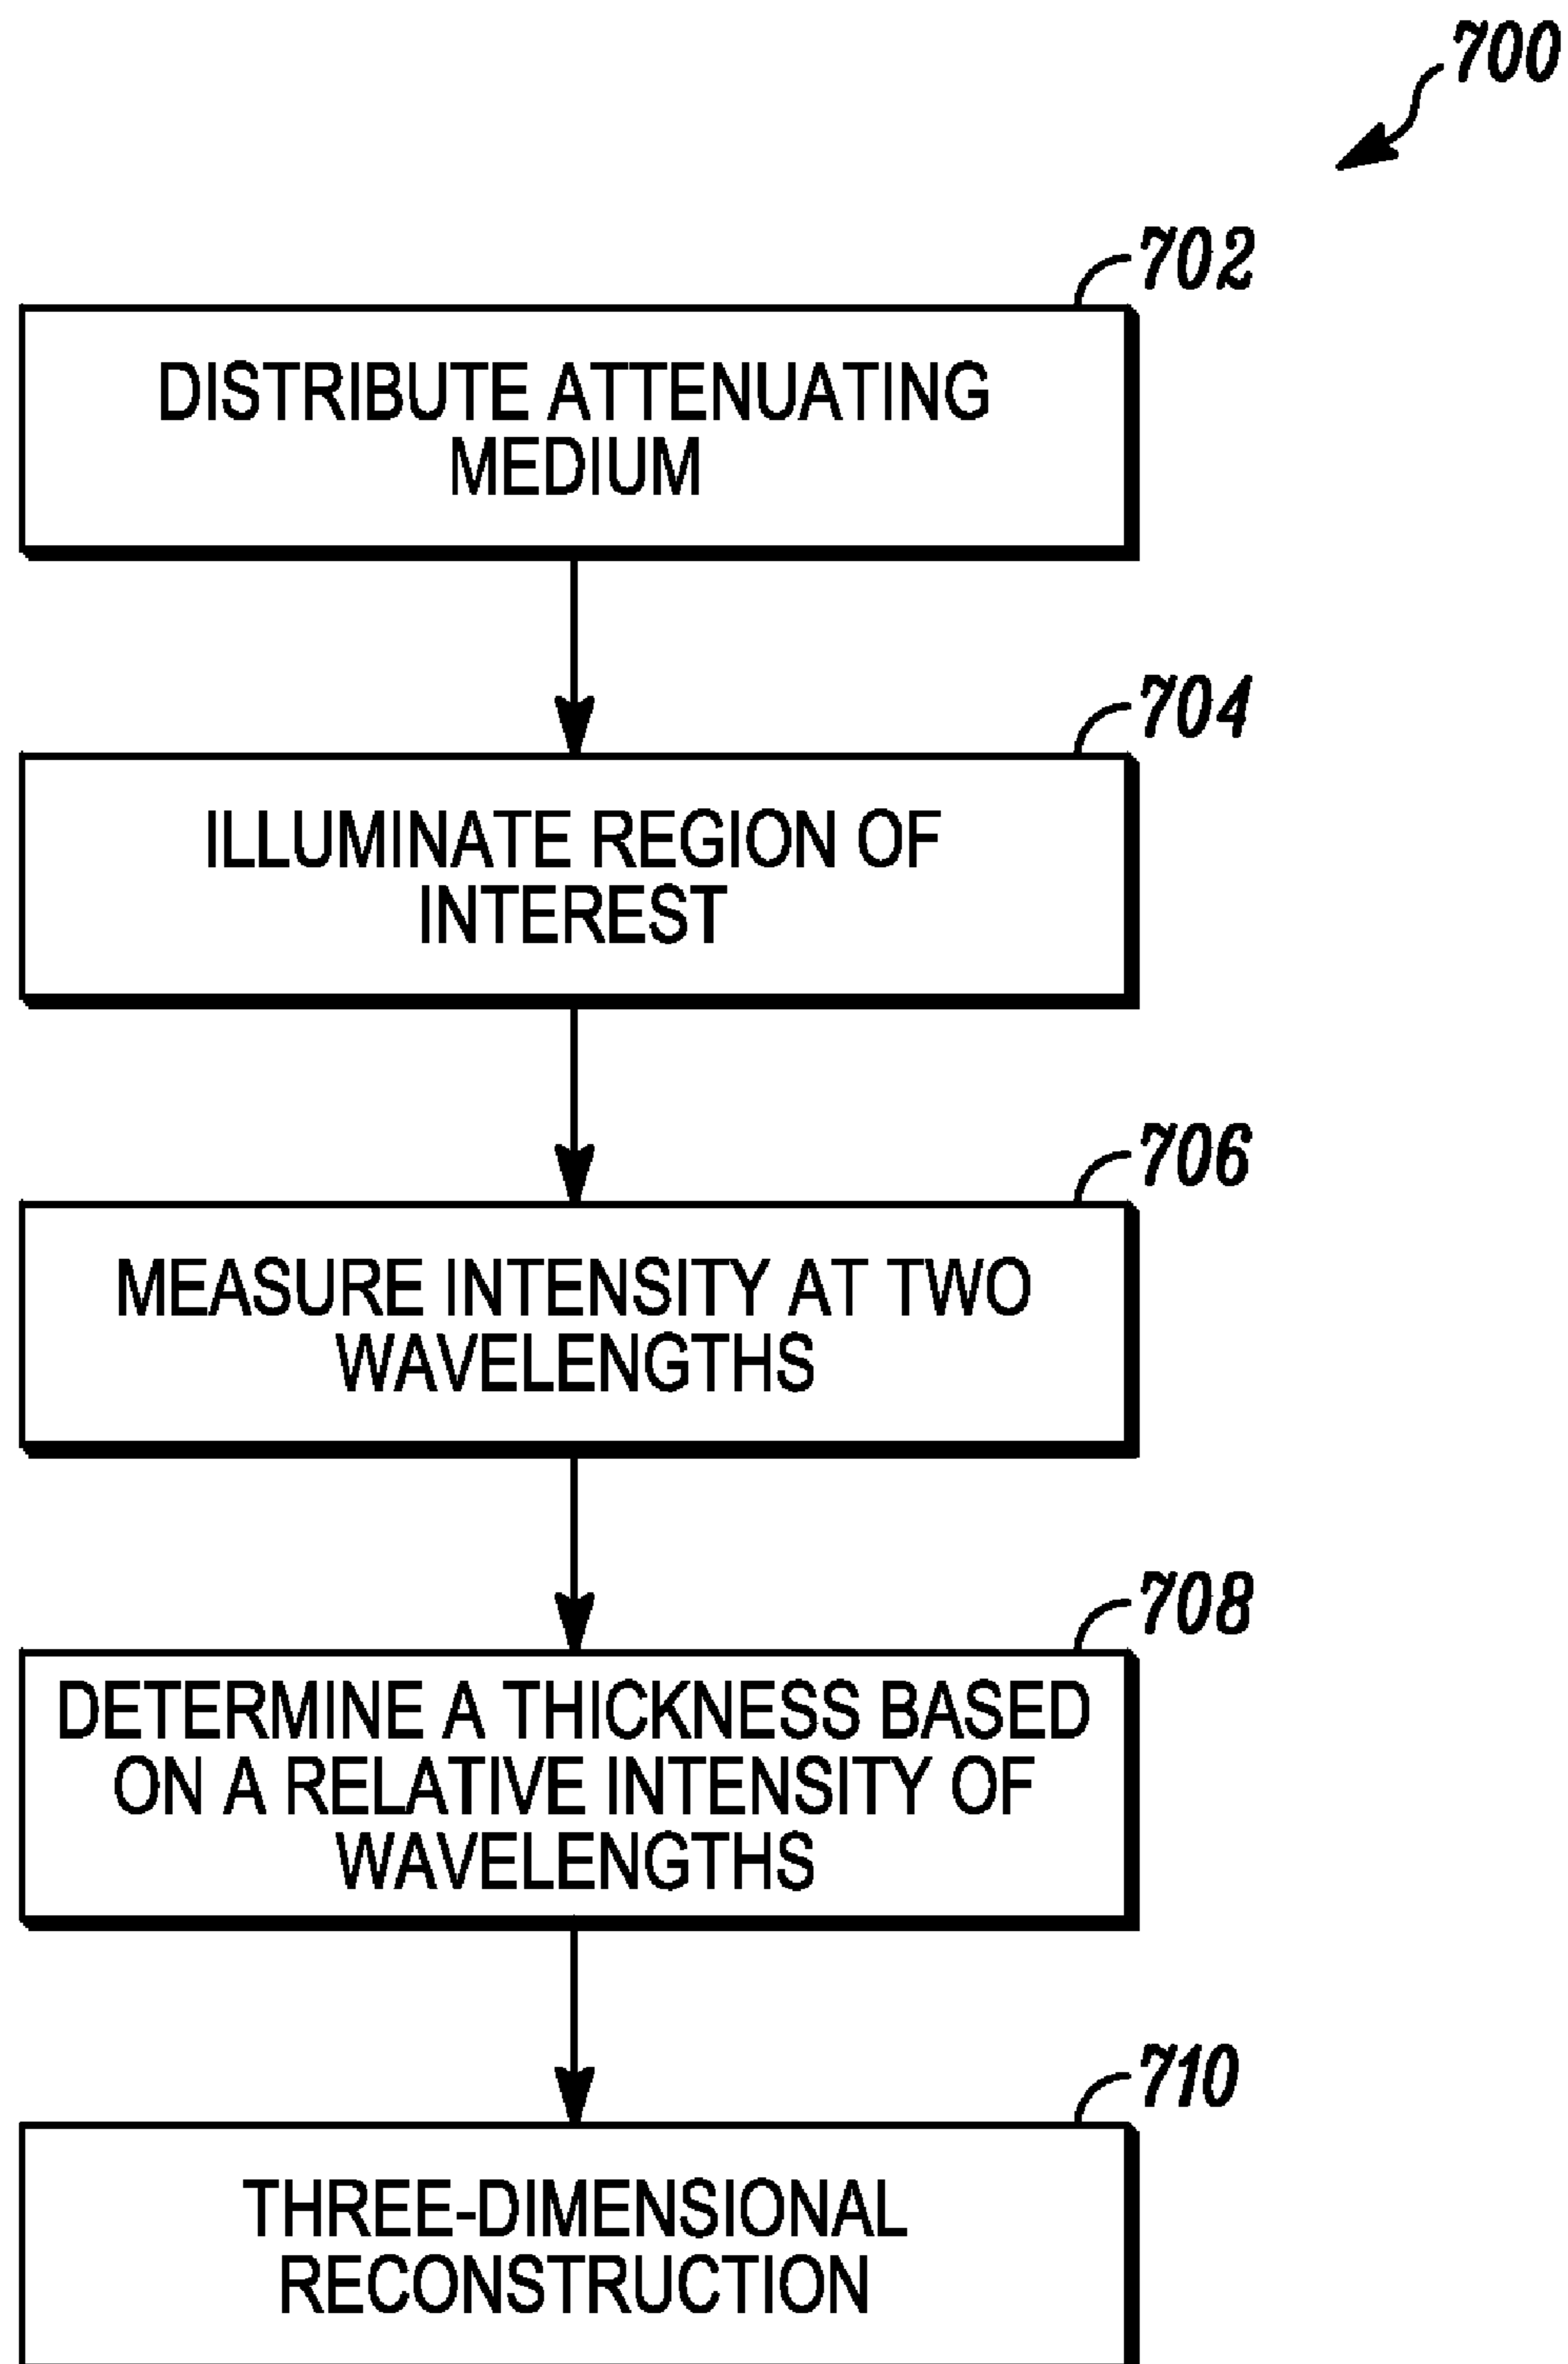 700
702
DISTRIBUTE ATTENUATING
MEDIUM
704
ILLUMINATE REGION OF
INTEREST
706
MEASURE INTENSITY AT TWO
WAVELENGTHS
708
DETERMINE A THICKNESS BASED
ON A RELATIVE INTENSITY OF
WAVELENGTHS
710
THREE-DIMENSIONAL
RECONSTRUCTION